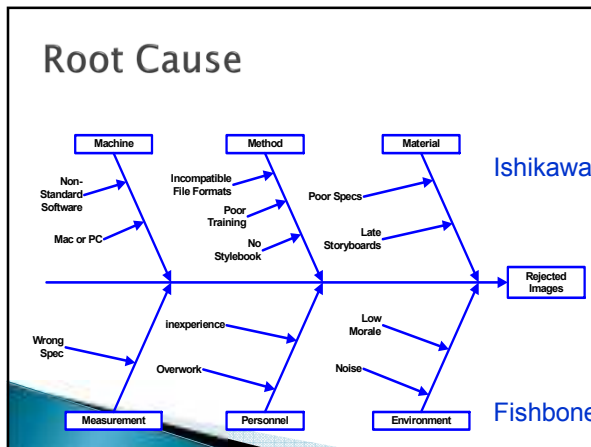 Root Cause
Machine
Method
Material
Ishikawa
Non-
Standard
Software
Mac or PC
Incompatible
File Formats
Poor
Training
No
Stylebook
Poor Specs
Late
Storyboards
Rejected
Images
Wrong
Spec
inexperience
Overwork
Low
Morale
Noise
Measurement
Personnel
Environment
Fishbone